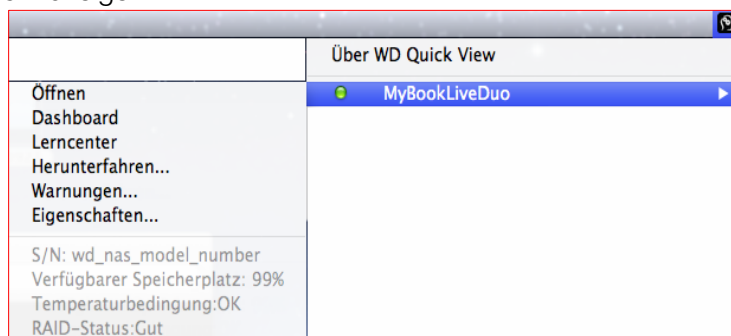 Über WD Quick View
MyBookLiveDuo
Öffnen
Dashboard
Lerncenter
Herunterfahren...
Warnungen...
Eigenschaften...
S/N: wd_nas_model_number
Verfügbarer Speicherplatz: 99%
Temperaturbedingung:OK
RAID-Status:Gut